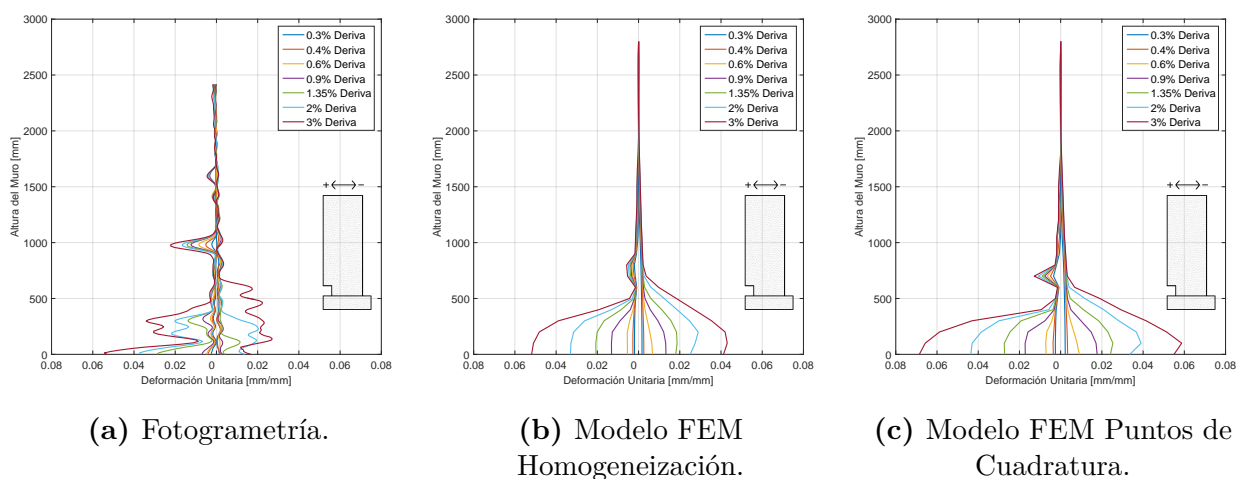 3000
2500
2000
1500
1000
500
0
Altura del Muro [mm]
0.08 0.06 0.04 0.02 0 0.02 0.04 0.06 0.08
Deformación Unitaria [mm/mm]
0.3% Deriva
0.4% Deriva
0.6% Deriva
0.9% Deriva
1.35% Deriva
2% Deriva
3% Deriva
+ −
(a) Fotogrametría.
3000
2500
2000
1500
1000
500
0
Altura del Muro [mm]
0.08 0.06 0.04 0.02 0 0.02 0.04 0.06 0.08
Deformación Unitaria [mm/mm]
0.3% Deriva
0.4% Deriva
0.6% Deriva
0.9% Deriva
1.35% Deriva
2% Deriva
3% Deriva
+ −
(b) Modelo FEM
Homogeneización.
3000
2500
2000
1500
1000
500
0
Altura del Muro [mm]
0.08 0.06 0.04 0.02 0 0.02 0.04 0.06 0.08
Deformación Unitaria [mm/mm]
0.3% Deriva
0.4% Deriva
0.6% Deriva
0.9% Deriva
1.35% Deriva
2% Deriva
3% Deriva
+ −
(c) Modelo FEM Puntos de
Cuadratura.